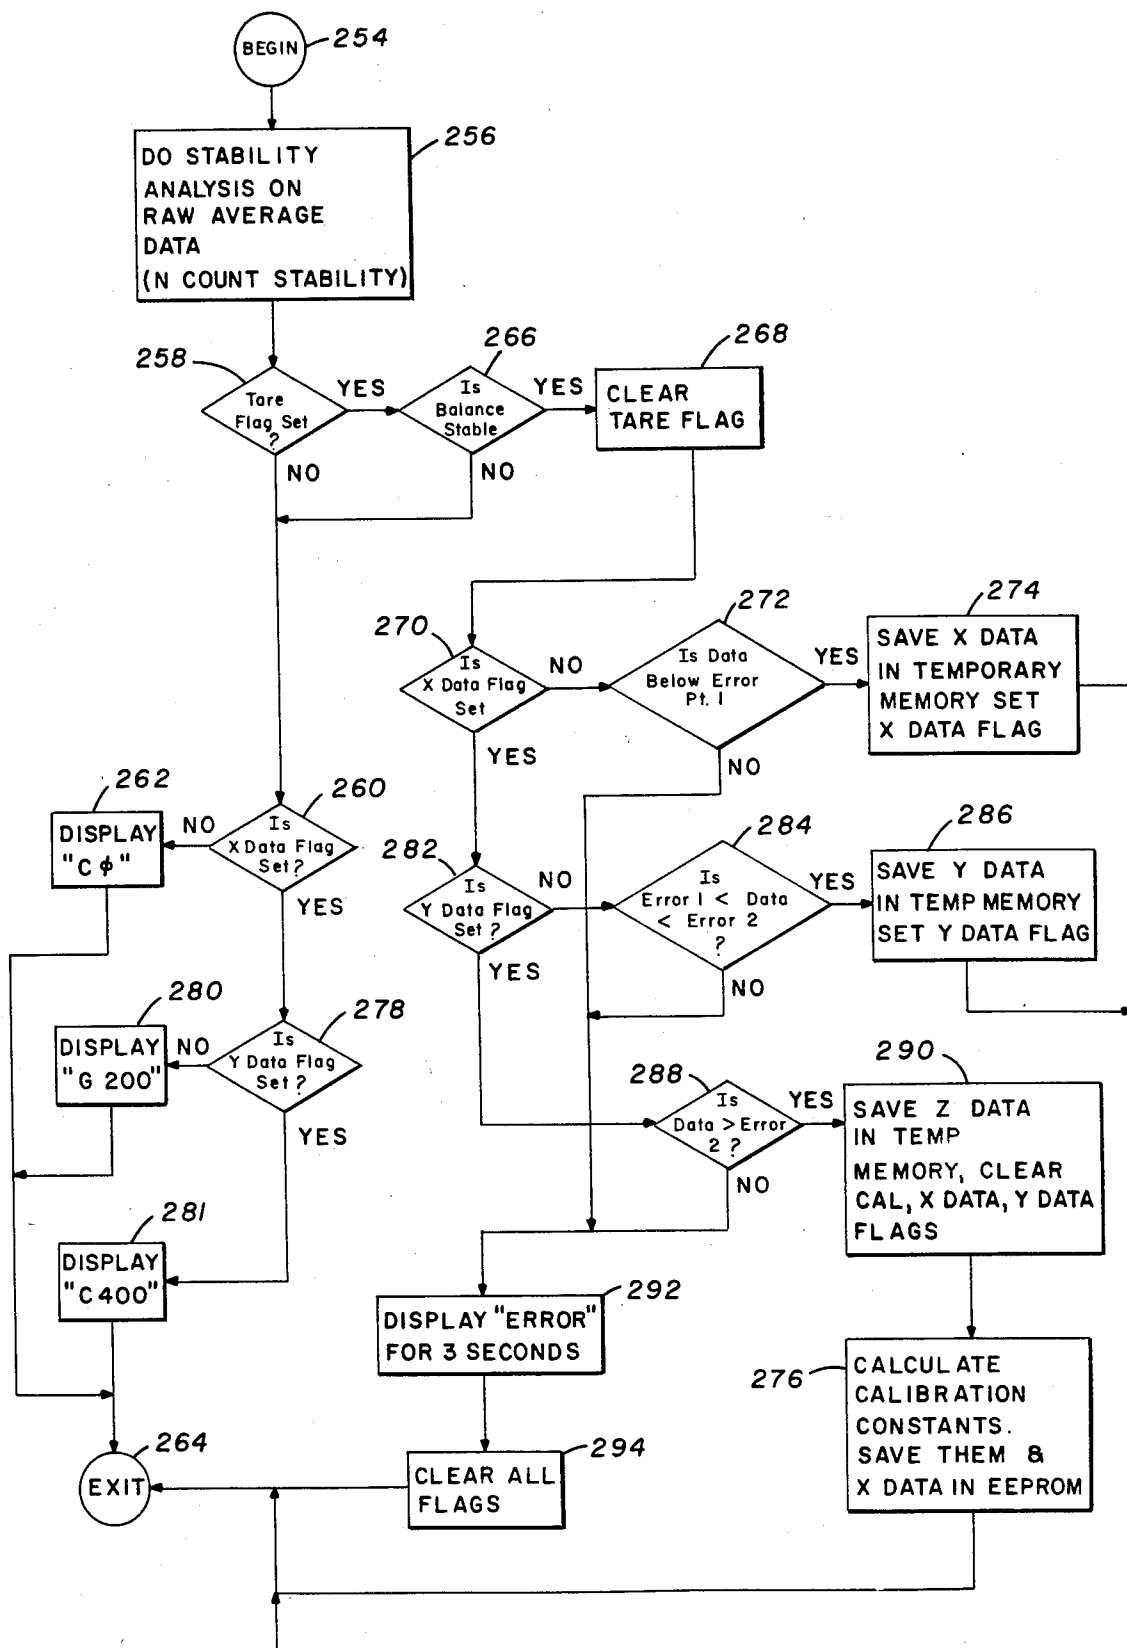 BEGIN
254
256
DO STABILITY
ANALYSIS ON
RAW AVERAGE
DATA
(N COUNT STABILITY)
258
Tare
Flag Set
?
YES
NO
266
Is
Balance
Stable
YES
NO
268
CLEAR
TARE FLAG
270
Is
X Data Flag
Set
NO
YES
272
Is Data
Below Error
Pt. 1
YES
NO
274
SAVE X DATA
IN TEMPORARY
MEMORY SET
X DATA FLAG
262
DISPLAY
"C ϕ"
NO
260
Is
X Data Flag
Set?
YES
282
Is
Y Data Flag
Set ?
NO
YES
284
Is
Error 1 < Data
< Error 2
?
YES
NO
286
SAVE Y DATA
IN TEMP MEMORY
SET Y DATA FLAG
280
DISPLAY
"G 200"
NO
278
Is
Y Data Flag
Set ?
YES
288
Is
Data > Error
2 ?
YES
NO
290
SAVE Z DATA
IN TEMP
MEMORY, CLEAR
CAL, X DATA, Y DATA
FLAGS
281
DISPLAY
"C400"
292
DISPLAY "ERROR"
FOR 3 SECONDS
276
CALCULATE
CALIBRATION
CONSTANTS.
SAVE THEM &
X DATA IN EEPROM
264
EXIT
294
CLEAR ALL
FLAGS